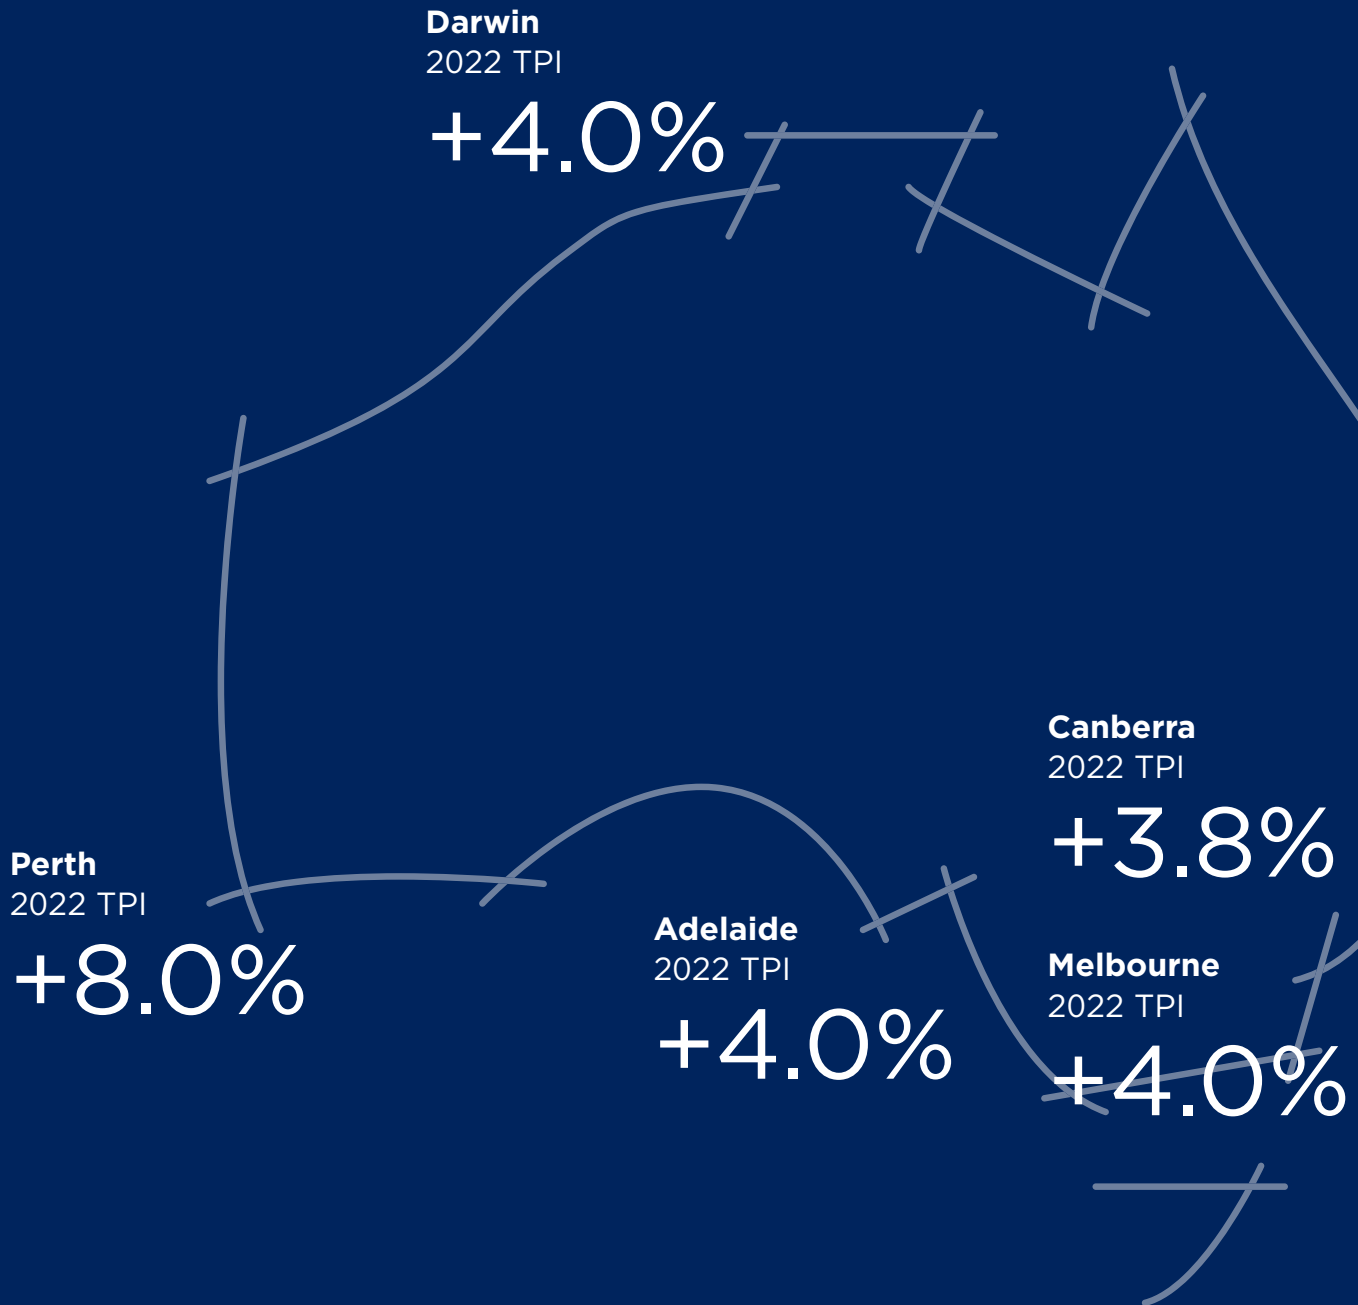 Darwin
2022 TPI
+4.0%
Canberra
2022 TPI
+3.8%
Perth
2022 TPI
+8.0%
Adelaide
2022 TPI
+4.0%
Melbourne
2022 TPI
+4.0%